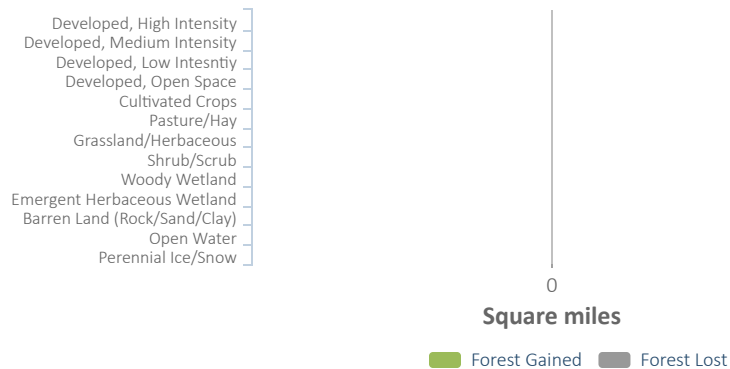 Developed, High Intensity
Developed, Medium Intensity
Developed, Low Intesntiy
Developed, Open Space
Cultivated Crops
Pasture/Hay
Grassland/Herbaceous
Shrub/Scrub
Woody Wetland
Emergent Herbaceous Wetland
Barren Land (Rock/Sand/Clay)
Open Water
Perennial Ice/Snow
0
Square miles
Forest Gained Forest Lost